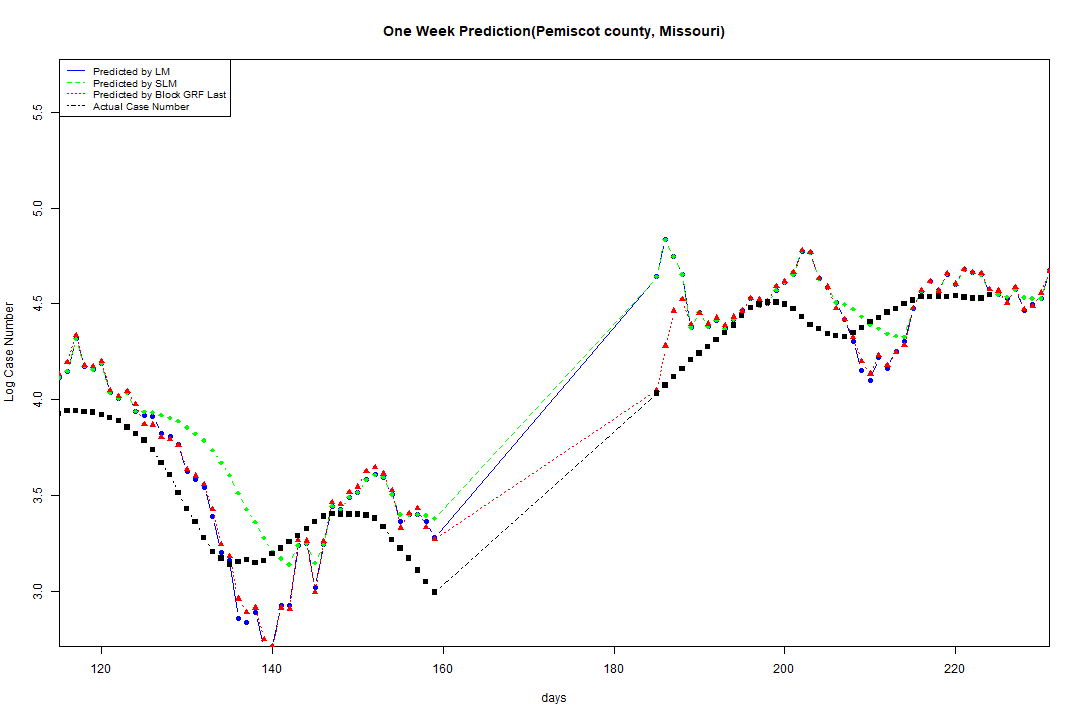 One Week Prediction(Pemiscot county, Missouri)
Predicted by LM
Predicted by SLM
Predicted by Block GRF Last
Actual Case Number
Log Case Number
5.5
5.0
4.5
4.0
3.5
3.0
120 140 160 180 200 220
days